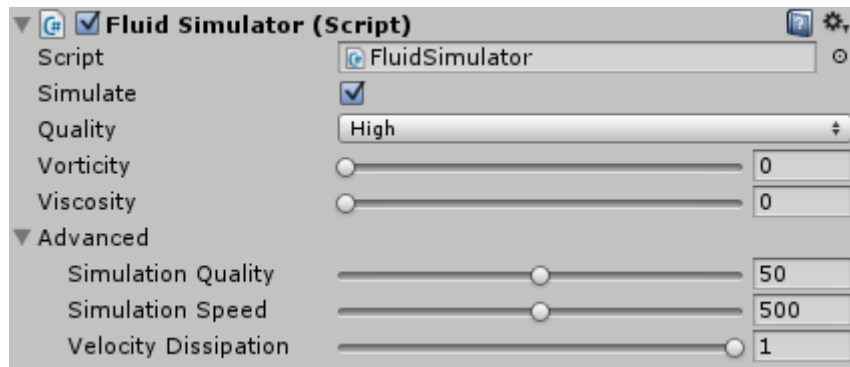 Fluid Simulator (Script)
Script FluidSimulator
Simulate
Quality High
Vorticity 0
Viscosity 0
Advanced
Simulation Quality 50
Simulation Speed 500
Velocity Dissipation 1